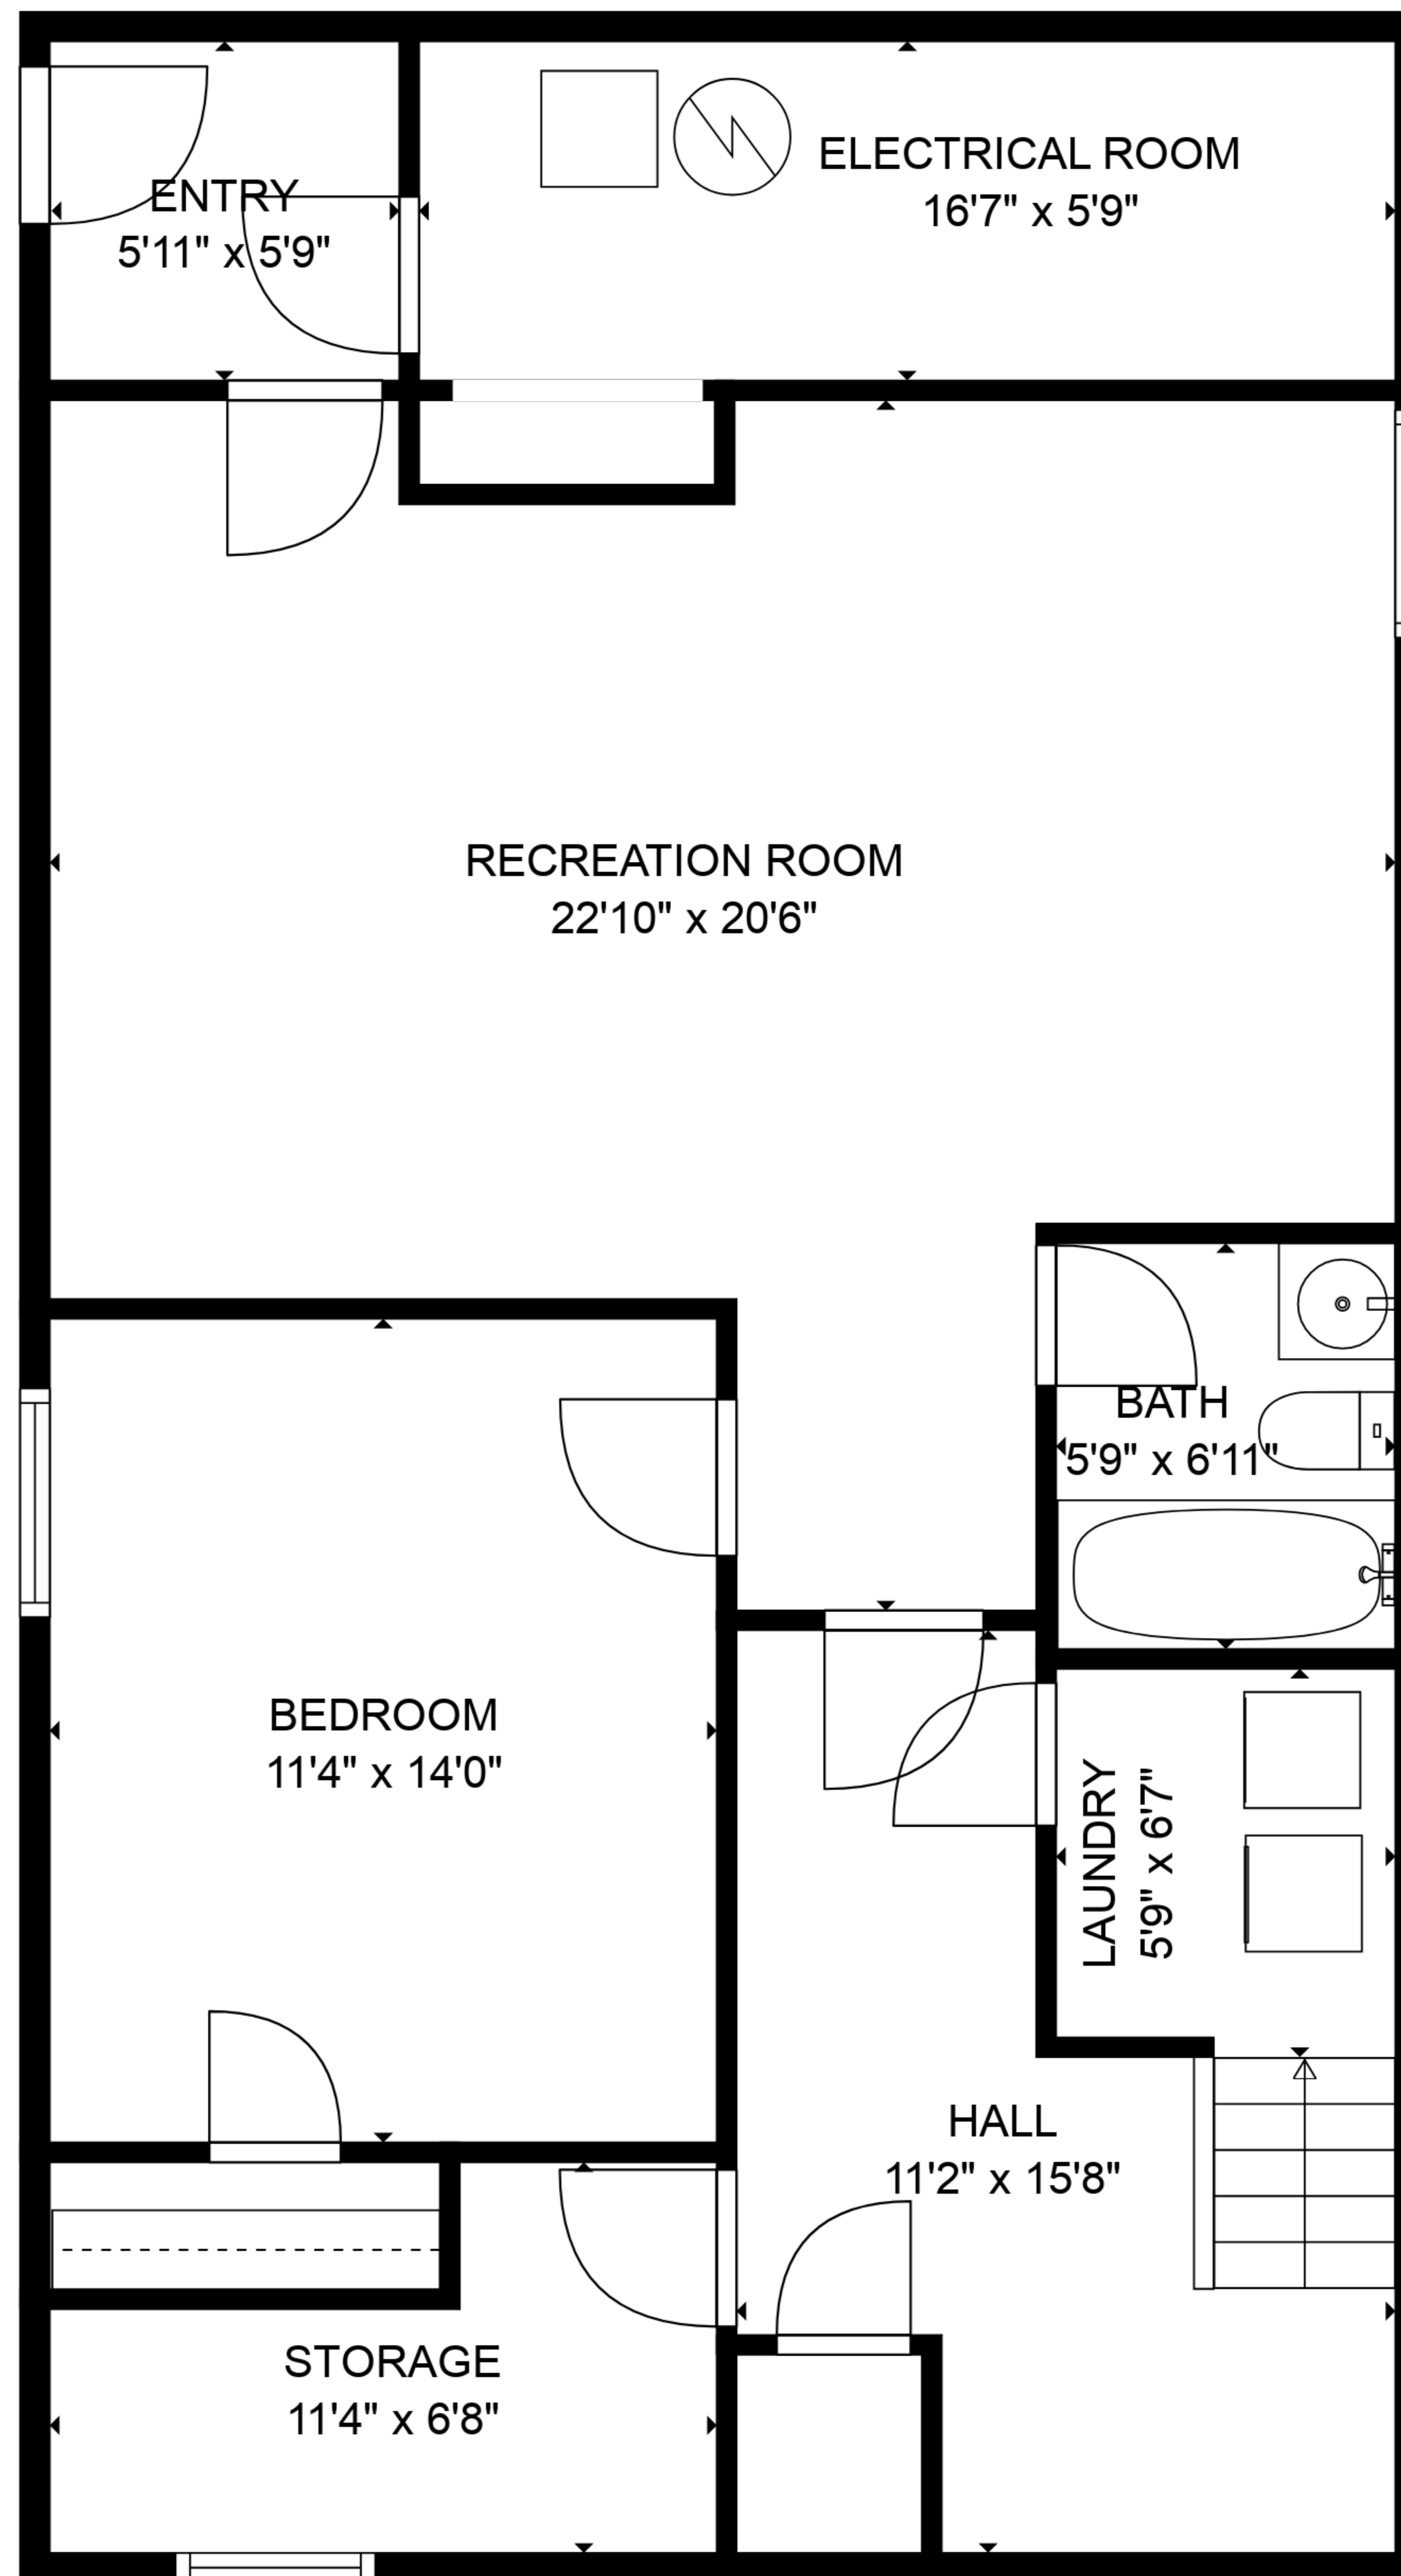 ENTRY
5'11" x 5'9"
ELECTRICAL ROOM
16'7" x 5'9"
RECREATION ROOM
22'10" x 20'6"
BATH
5'9" x 6'11"
BEDROOM
11'4" x 14'0"
LAUNDRY
5'9" x 6'7"
HALL
11'2" x 15'8"
STORAGE
11'4" x 6'8"